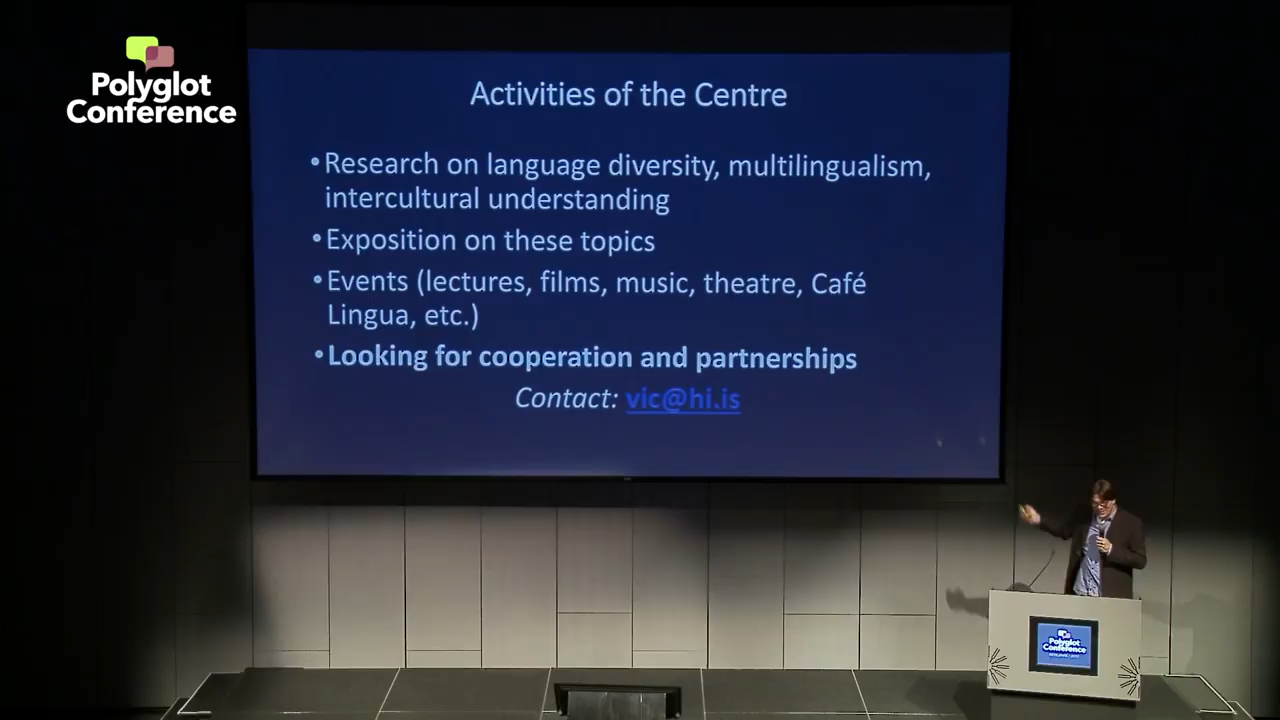 Polyglot
Conference
Activities of the Centre
•Research on language diversity, multilingualism,
intercultural understanding
•Exposition on these topics
•Events (lectures, films, music, theatre, Café
Lingua, etc.)
•Looking for cooperation and partnerships
Contact: vic@hi.is
Polyglot
Conference